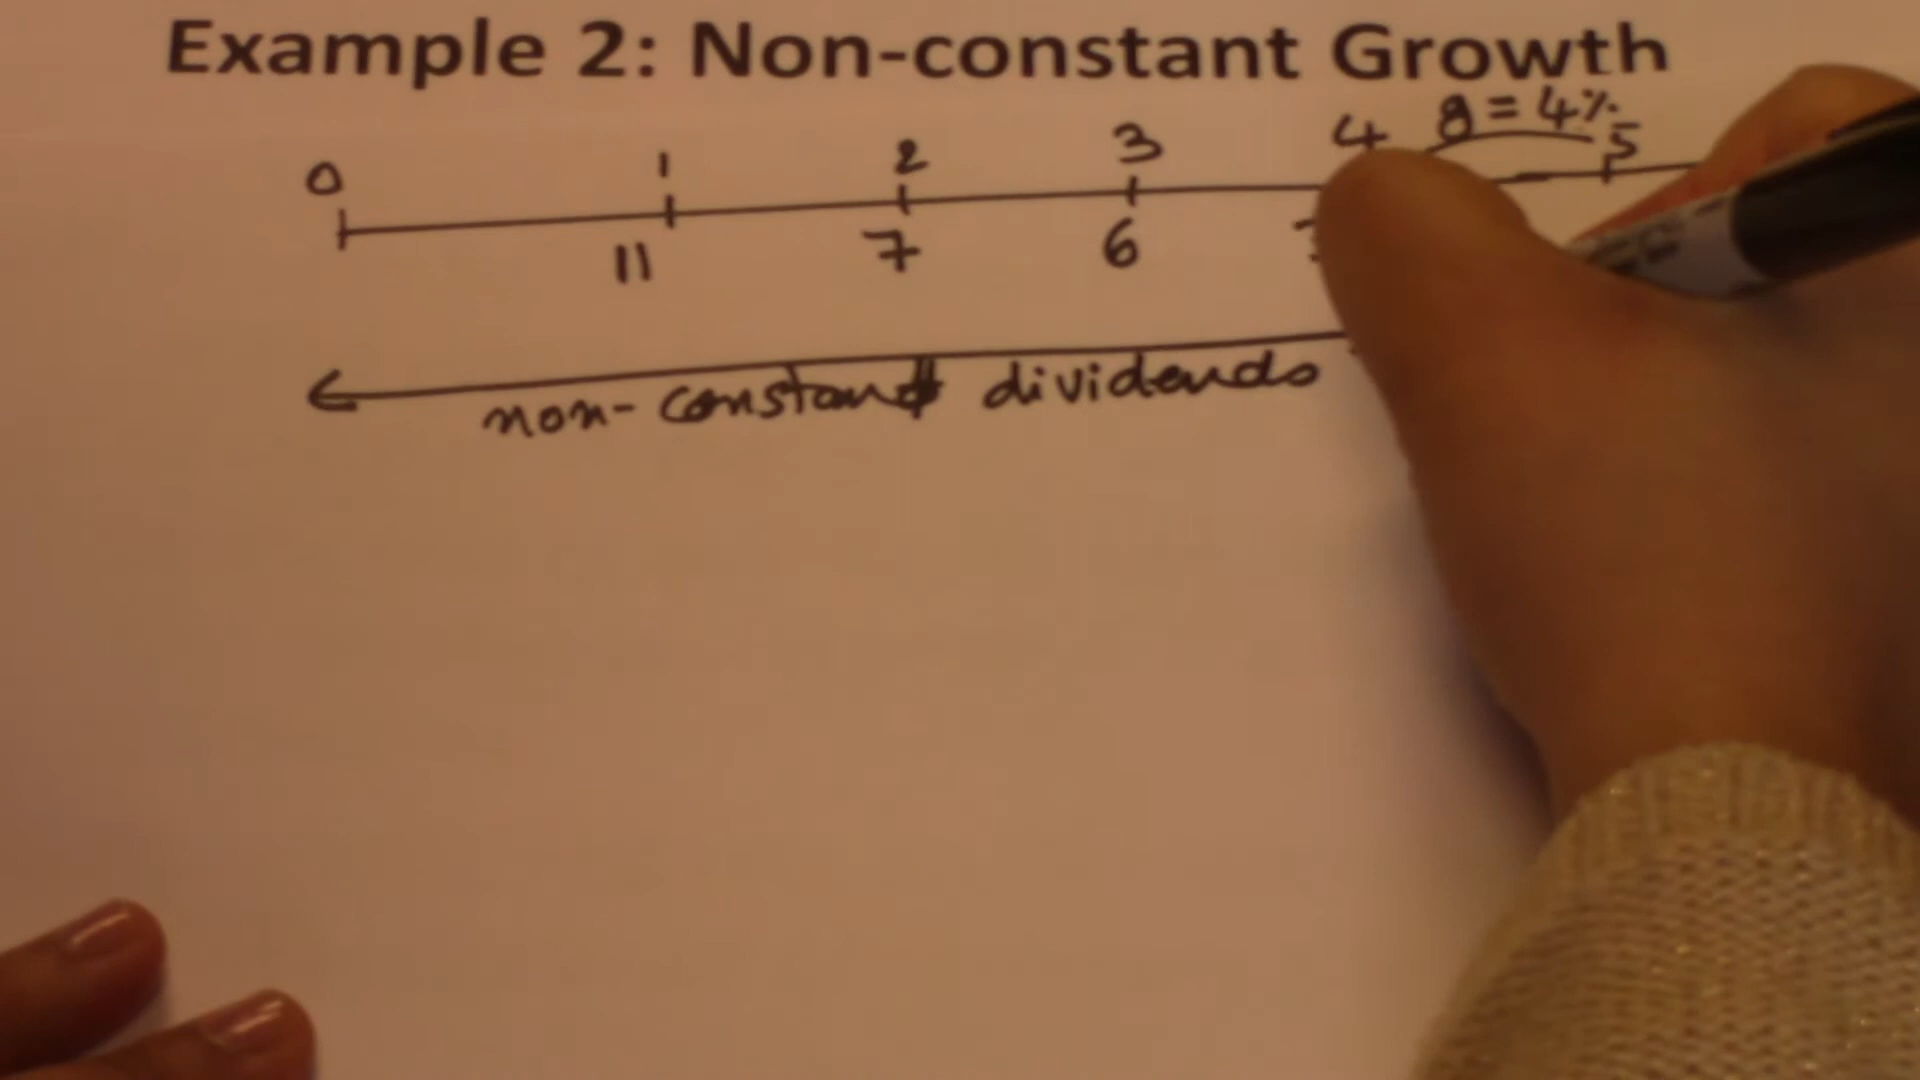 Example 2: Non-constant Growth
g = 4%
0 1 2 3 4 5
11 7 6
non-constant dividends